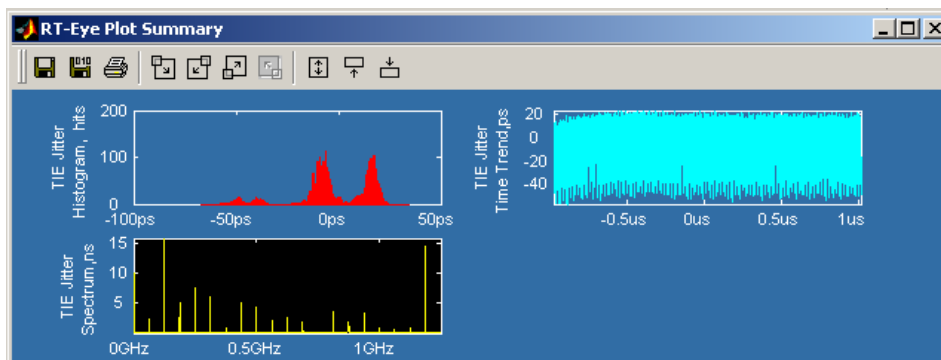 RT-Eye Plot Summary
010
TIE Jitter
Histogram, hits
200
100
0
-100ps
-50ps
0ps
50ps
TIE Jitter
Time Trend,ps
20
0
-20
-40
-0.5us
0us
0.5us
1us
TIE Jitter
Spectrum,ns
15
10
5
0GHz
0.5GHz
1GHz